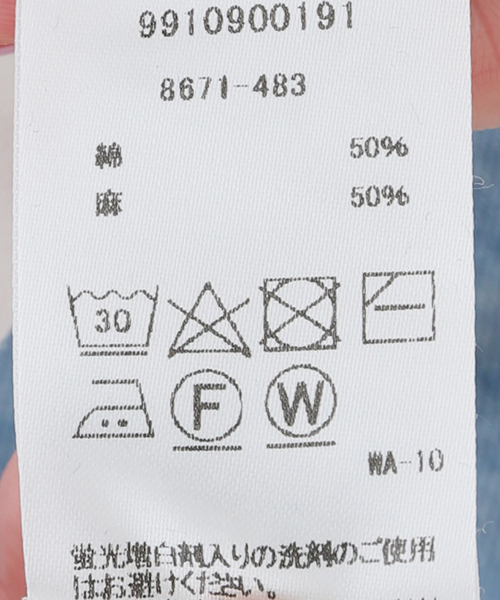 9910900191
8671-483
綿 50%
麻 50%
30
F W
WA-10
蛍光増白剤入りの洗剤のご使用
はお避けください。